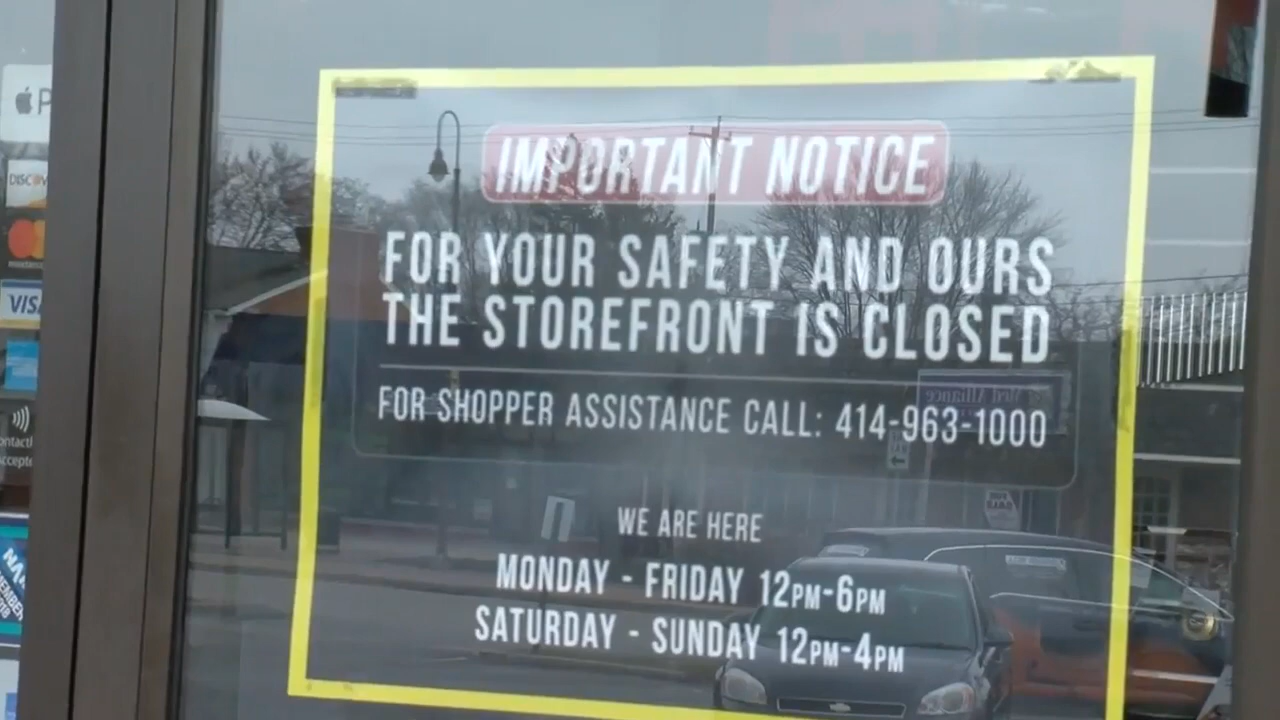 P
DISCOV
VISA
IMPORTANT NOTICE
FOR YOUR SAFETY AND OURS
THE STOREFRONT IS CLOSED
FOR SHOPPER ASSISTANCE CALL: 414-963-1000
WE ARE HERE
MONDAY - FRIDAY 12PM-6PM
SATURDAY - SUNDAY 12PM-4PM